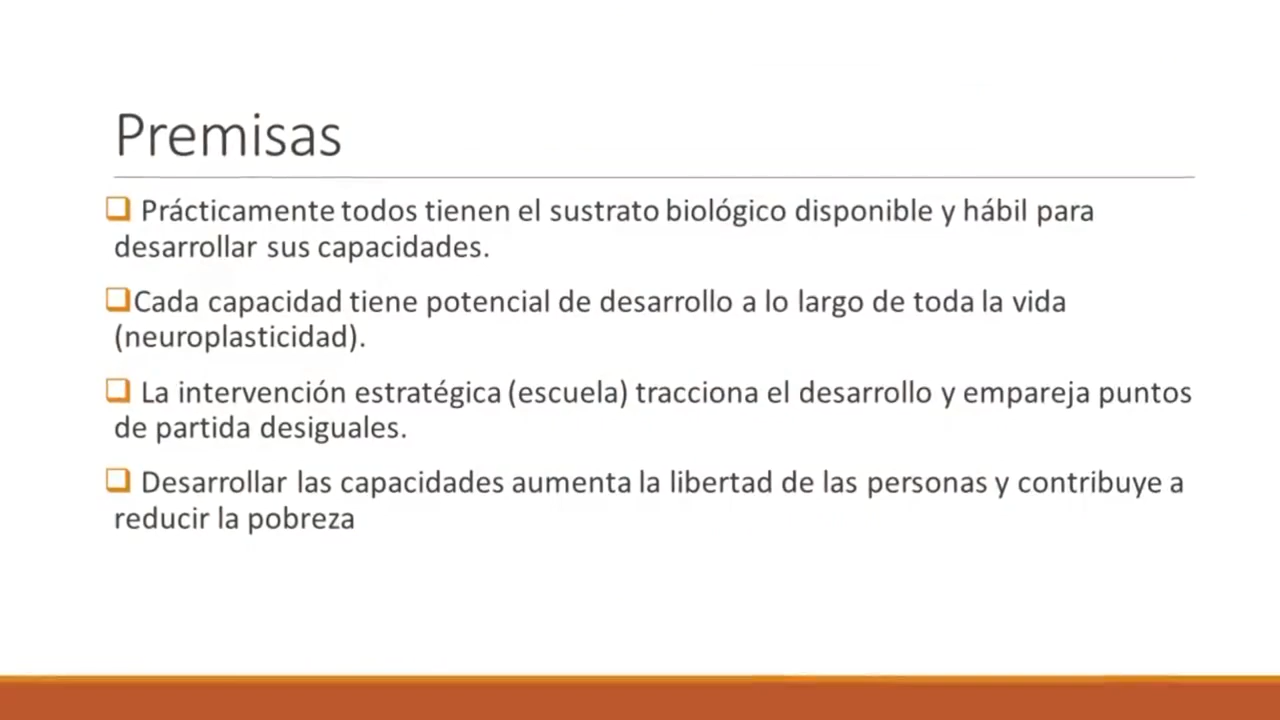 Premisas
Prácticamente todos tienen el sustrato biológico disponible y hábil para
desarrollar sus capacidades.
Cada capacidad tiene potencial de desarrollo a lo largo de toda la vida
(neuroplasticidad).
La intervención estratégica (escuela) tracciona el desarrollo y empareja puntos
de partida desiguales.
Desarrollar las capacidades aumenta la libertad de las personas y contribuye a
reducir la pobreza